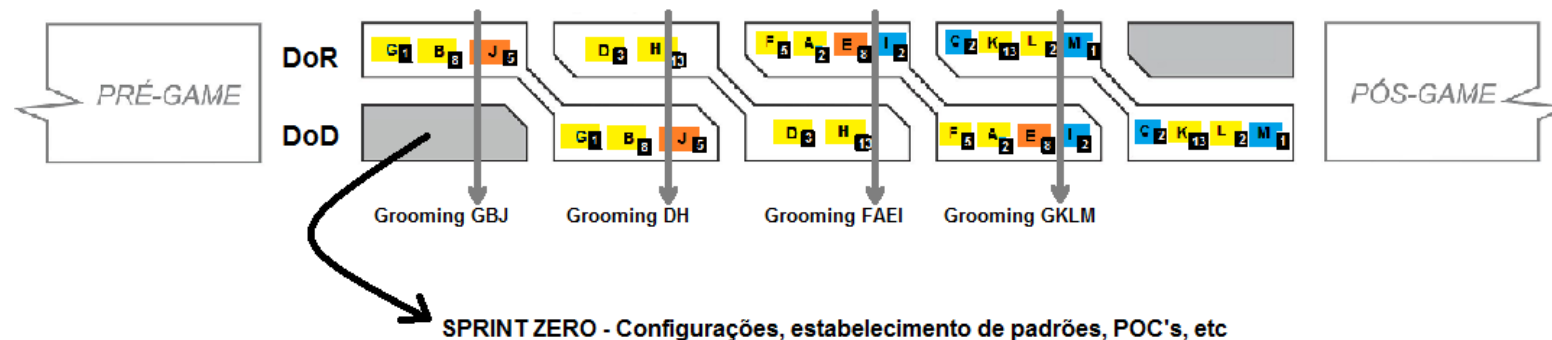 PRÉ-GAME
DoR
G 1 B 8 J 5
D 3 H 13
F 5 A 2 E 8 I 2
C 2 K 13 L 2 M 1
PÓS-GAME
DoD
G 1 B 8 J 5
D 3 H 13
F 5 A 2 E 8 I 2
C 2 K 13 L 2 M 1
Grooming GBJ
Grooming DH
Grooming FAEI
Grooming GKLM
SPRINT ZERO - Configurações, estabelecimento de padrões, POC's, etc